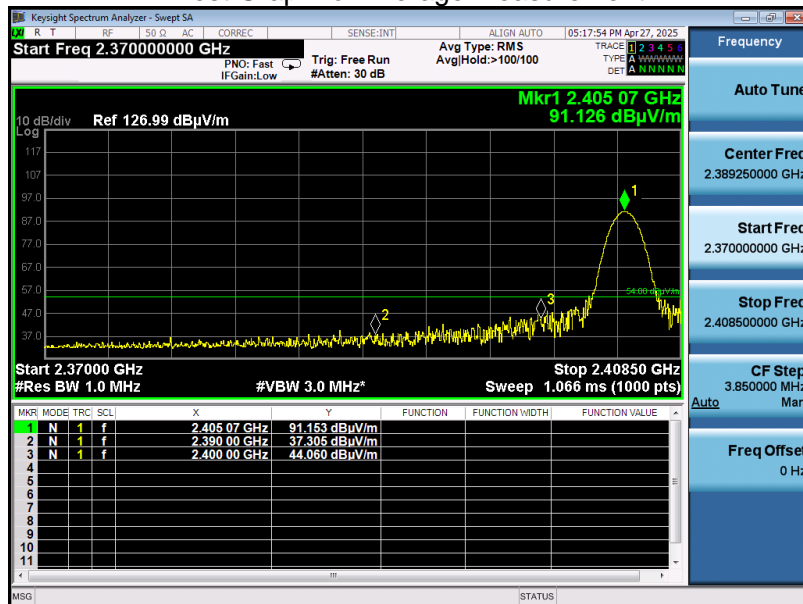 Keysight Spectrum Analyzer - Swept SA
LXI R T RF 50 Ω AC CORREC SENSE:INT ALIGN AUTO 05:17:54 PM Apr 27, 2025
Start Freq 2.370000000 GHz
PNO: Fast
IFGain:Low
Trig: Free Run
#Atten: 30 dB
Avg Type: RMS
Avg|Hold:>100/100
TRACE 1 2 3 4 5 6
TYPE A WWWWW
DET A N N N N N
Mkr1 2.405 07 GHz
91.126 dBµV/m
10 dB/div Ref 126.99 dBµV/m
Log
117
107
97.0
87.0
77.0
67.0
57.0
47.0
37.0
1
2
3
54.00 dBµV/m
Start 2.37000 GHz Stop 2.40850 GHz
#Res BW 1.0 MHz #VBW 3.0 MHz* Sweep 1.066 ms (1000 pts)
MKR MODE TRC SCL X Y FUNCTION FUNCTION WIDTH FUNCTION VALUE
1 N 1 f 2.405 07 GHz 91.153 dBµV/m
2 N 1 f 2.390 00 GHz 37.305 dBµV/m
3 N 1 f 2.400 00 GHz 44.060 dBµV/m
4
5
6
7
8
9
10
11
MSG STATUS
Frequency
Auto Tune
Center Freq
2.389250000 GHz
Start Freq
2.370000000 GHz
Stop Freq
2.408500000 GHz
CF Step
3.850000 MHz
Auto Man
Freq Offset
0 Hz